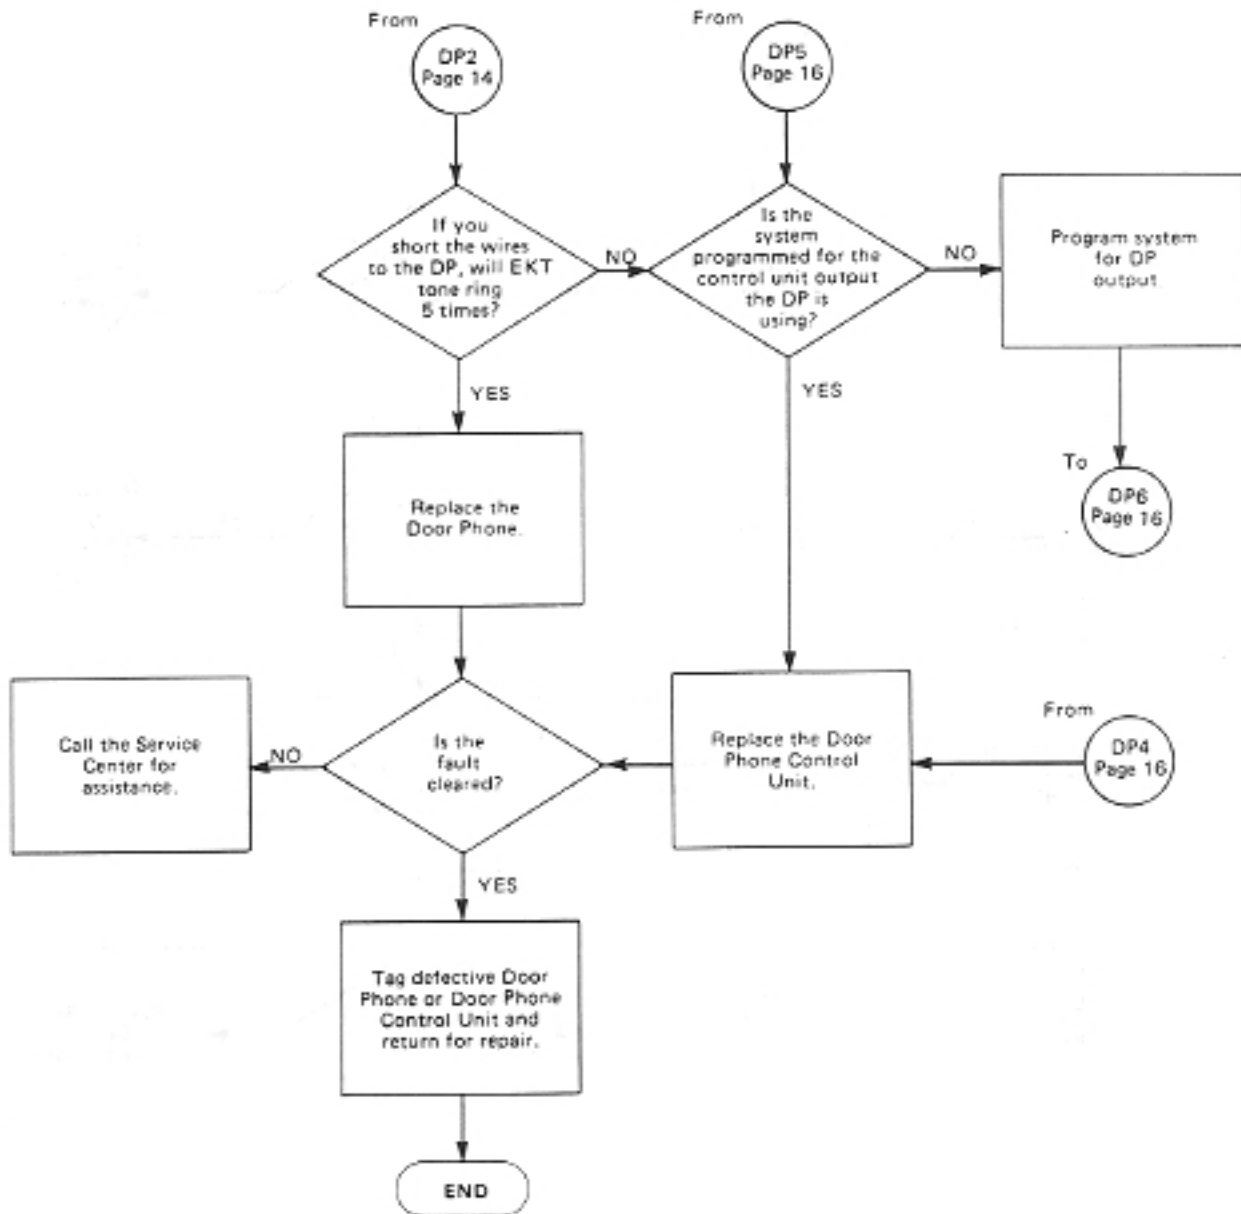 From
DP2
Page 14
From
DP5
Page 16
If you
short the wires
to the DP, will EKT
tone ring
5 times?
NO
Is the
system
programmed for the
control unit output
the DP is
using?
NO
Program system
for DP
output.
YES
YES
Replace the
Door Phone.
To
DP6
Page 16
Call the Service
Center for
assistance.
NO
Is the
fault
cleared?
Replace the Door
Phone Control
Unit.
From
DP4
Page 16
YES
Tag defective Door
Phone or Door Phone
Control Unit and
return for repair.
END